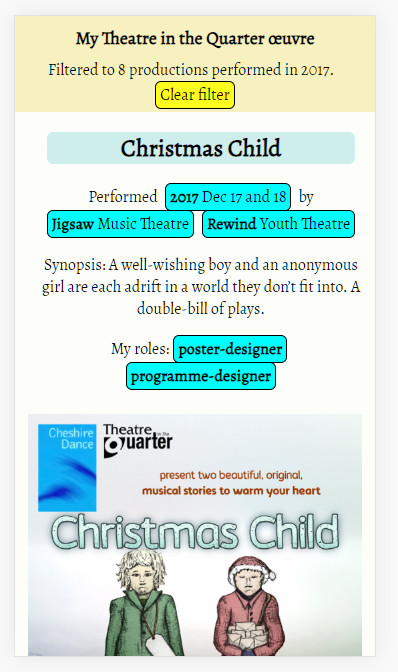 My Theatre in the Quarter œuvre
Filtered to 8 productions performed in 2017.
Clear filter
Christmas Child
Performed 2017 Dec 17 and 18 by
Jigsaw Music Theatre Rewind Youth Theatre
Synopsis: A well-wishing boy and an anonymous
girl are each adrift in a world they don't fit into. A
double-bill of plays.
My roles: poster-designer
programme-designer
Cheshire
Dance
Theatre
in the
Quarter
present two beautiful, original,
musical stories to warm your heart
Christmas Child